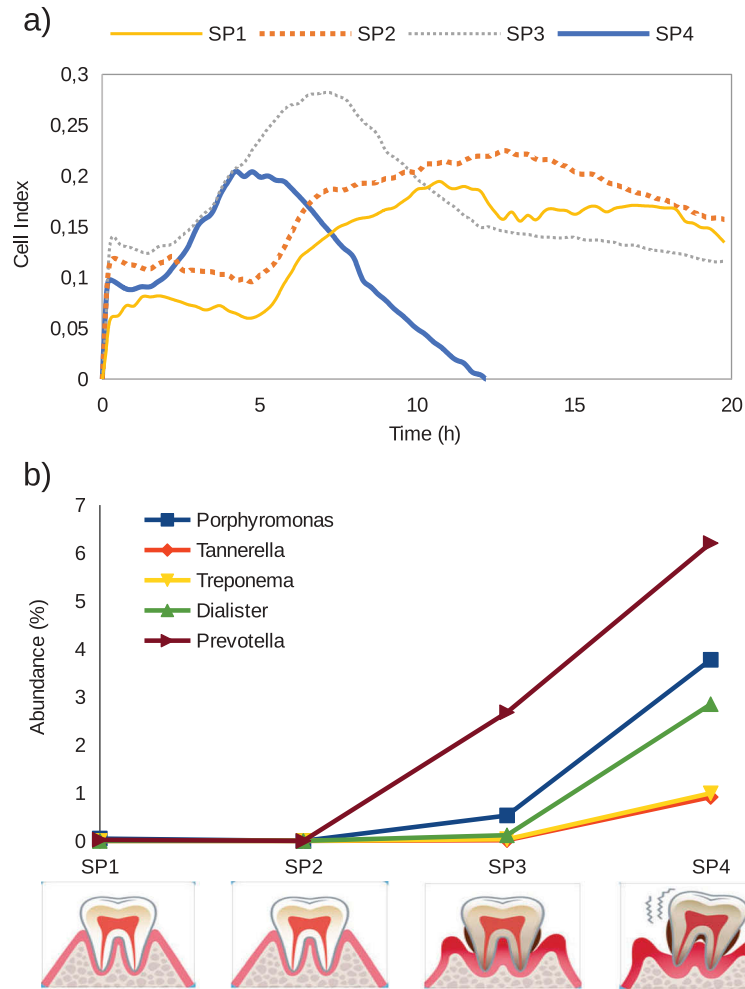 a)
SP1 SP2 SP3 SP4
0,3
0,25
0,2
0,15
0,1
0,05
0
Cell Index
0 5 10 15 20
Time (h)
b)
7
6
5
4
3
2
1
0
Abundance (%)
Porphyromonas
Tannerella
Treponema
Dialister
Prevotella
SP1 SP2 SP3 SP4